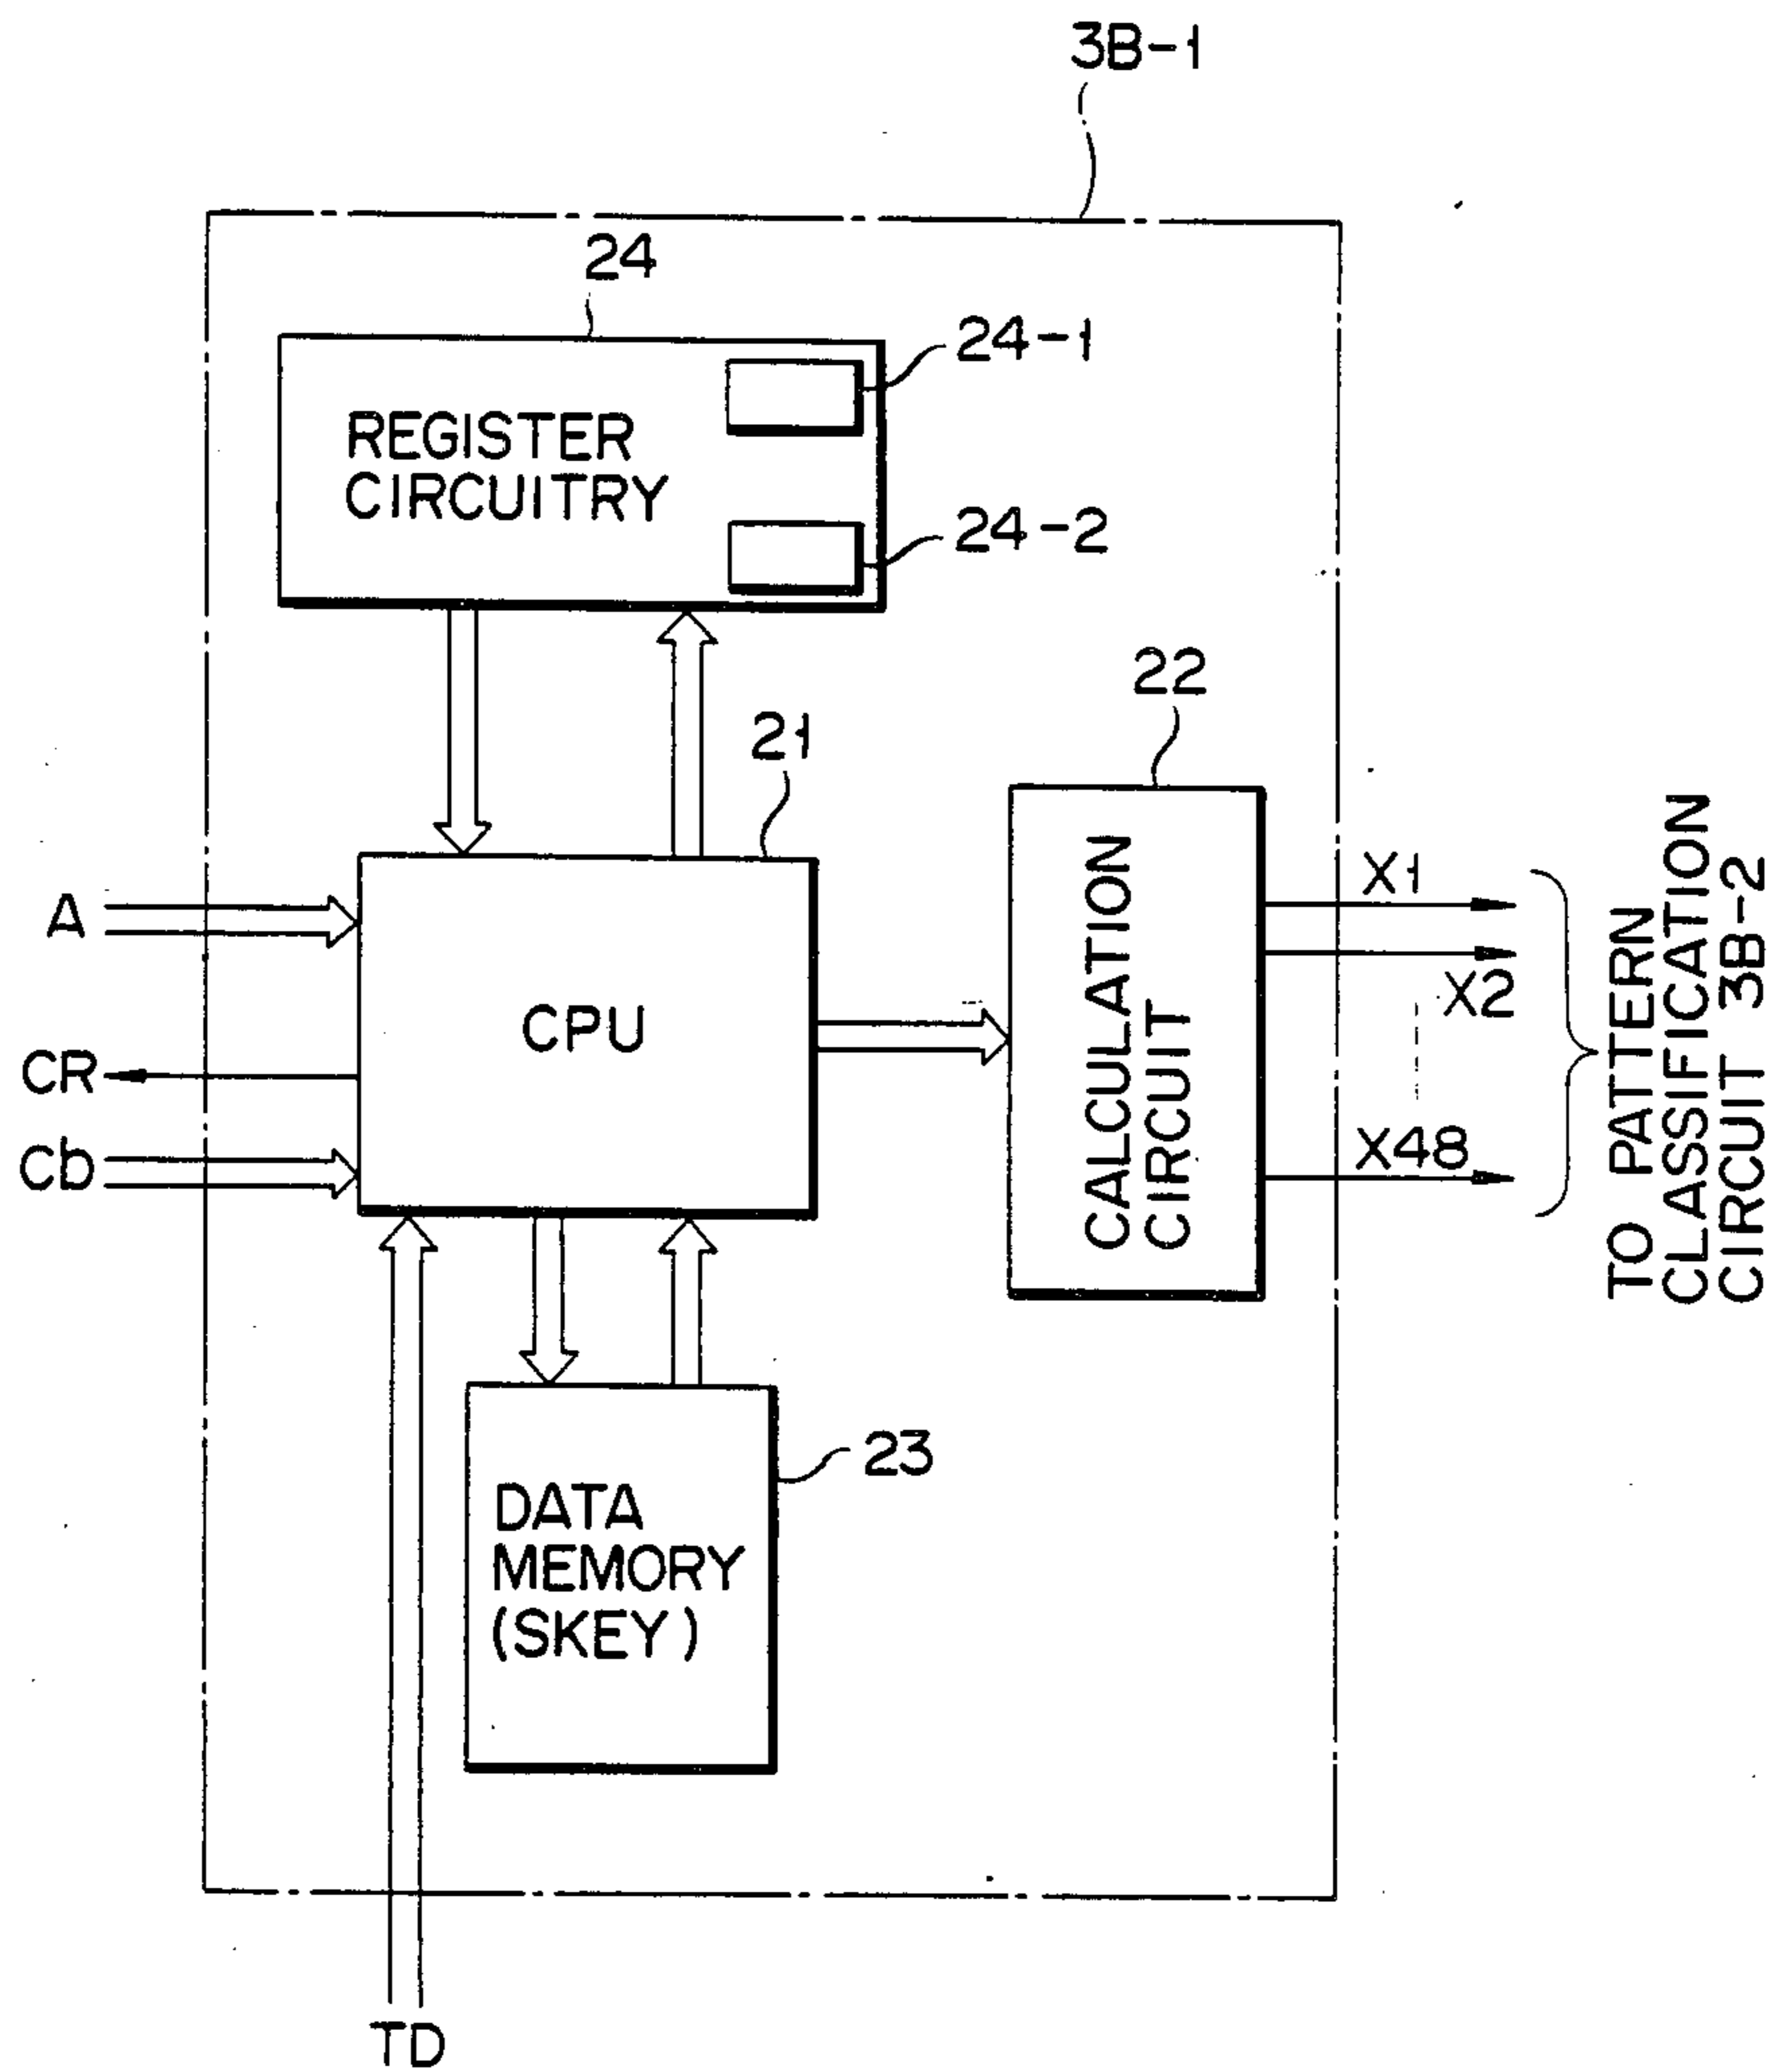 3B-1
24
24-1
REGISTER
CIRCUITRY
24-2
22
21
A
CPU
CALCULATION
CIRCUIT
X1
X2
TO PATTERN
CLASSIFICATION
CIRCUIT 3B-2
CR
Cb
X48
23
DATA
MEMORY
(SKEY)
TD